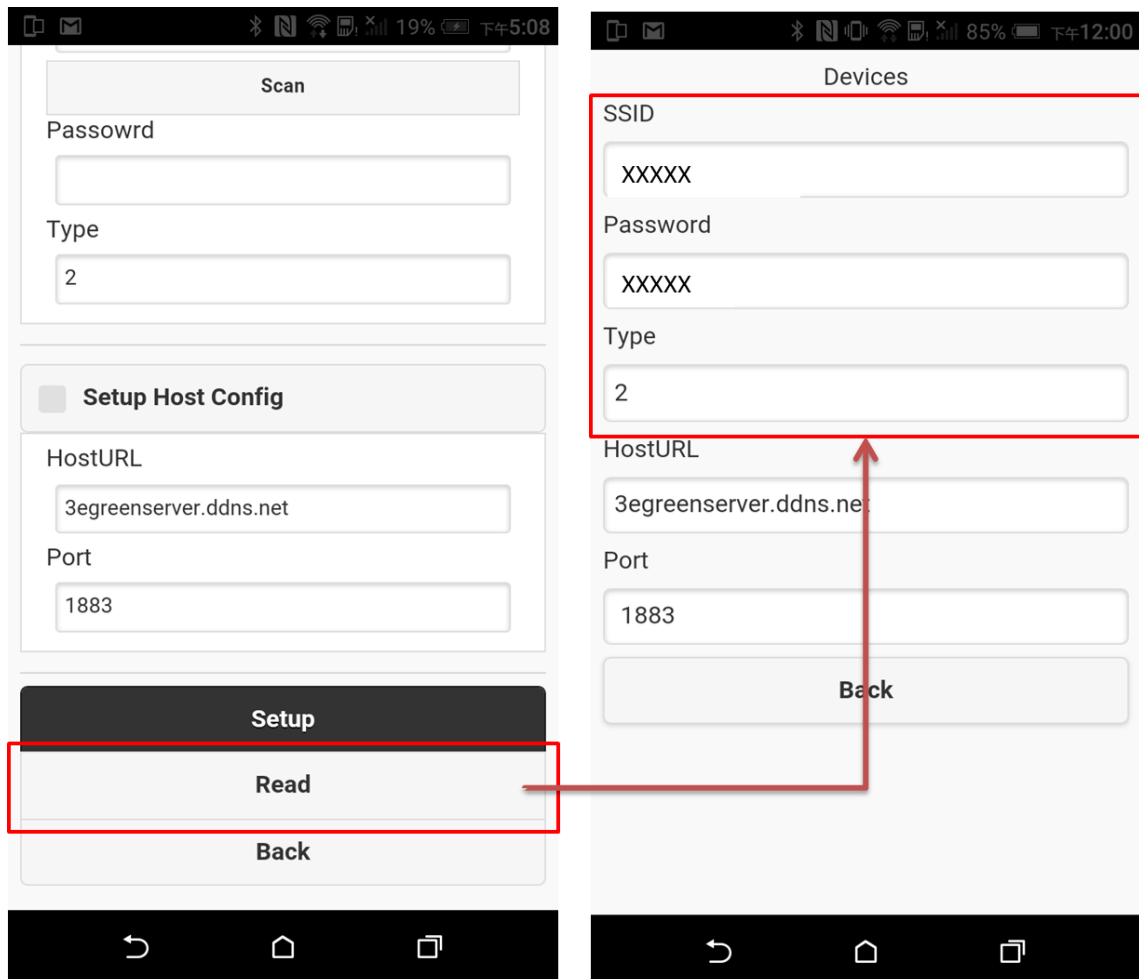 19% 下午5:08
Scan
Passowrd
Type
2
Setup Host Config
HostURL
3egreenserver.ddns.net
Port
1883
Setup
Read
Back
85% 下午12:00
Devices
SSID
XXXXX
Password
XXXXX
Type
2
HostURL
3egreenserver.ddns.net
Port
1883
Back